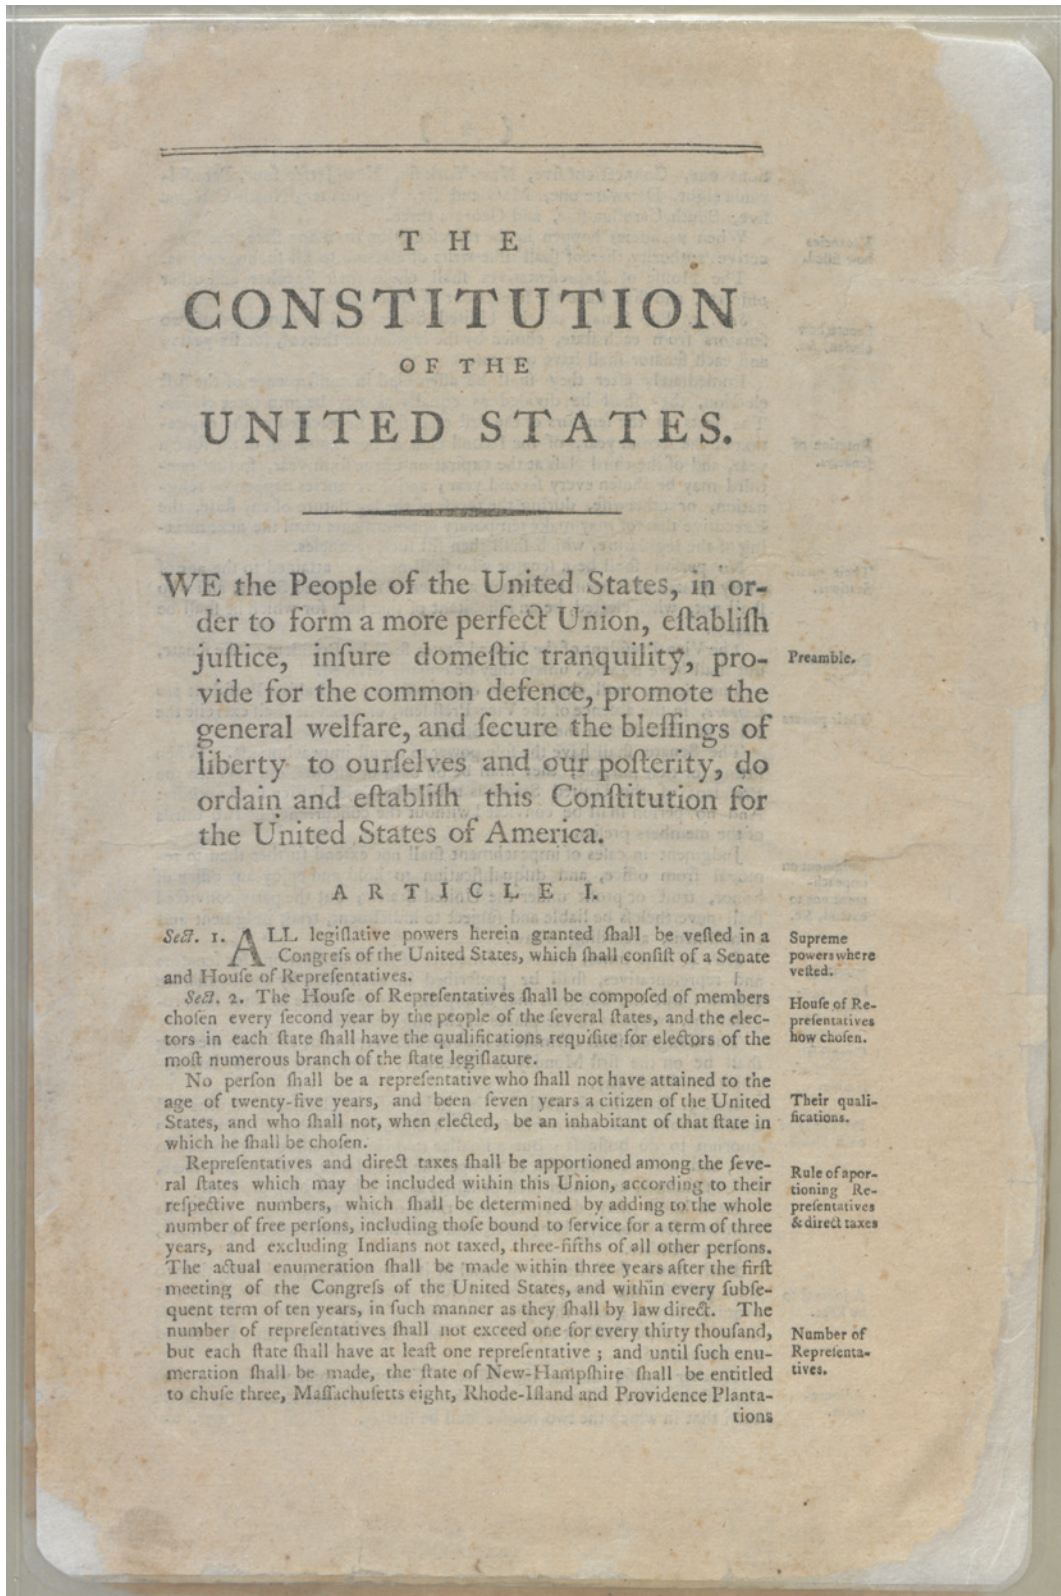 THE
CONSTITUTION
OF THE
UNITED STATES.
WE the People of the United States, in or-
der to form a more perfect Union, eſtabliſh
juſtice, inſure domeſtic tranquility, pro-
Preamble.
vide for the common defence, promote the
general welfare, and ſecure the bleſſings of
liberty to ourſelves and our poſterity, do
ordain and eſtabliſh this Conſtitution for
the United States of America.
ARTICLE I.
Sect. 1. ALL legiſlative powers herein granted ſhall be veſted in a
Congreſs of the United States, which ſhall conſiſt of a Senate
and Houſe of Repreſentatives.
Supreme
powers where
veſted.
Sect. 2. The Houſe of Repreſentatives ſhall be compoſed of members
choſen every ſecond year by the people of the ſeveral ſtates, and the elec-
tors in each ſtate ſhall have the qualifications requiſite for electors of the
moſt numerous branch of the ſtate legiſlature.
Houſe of Re-
preſentatives
how choſen.
No perſon ſhall be a repreſentative who ſhall not have attained to the
age of twenty-five years, and been ſeven years a citizen of the United
States, and who ſhall not, when elected, be an inhabitant of that ſtate in
which he ſhall be choſen.
Their quali-
fications.
Repreſentatives and direct taxes ſhall be apportioned among the ſeve-
ral ſtates which may be included within this Union, according to their
reſpective numbers, which ſhall be determined by adding to the whole
number of free perſons, including thoſe bound to ſervice for a term of three
years, and excluding Indians not taxed, three-fifths of all other perſons.
The actual enumeration ſhall be made within three years after the firſt
meeting of the Congreſs of the United States, and within every ſubſe-
quent term of ten years, in ſuch manner as they ſhall by law direct. The
number of repreſentatives ſhall not exceed one for every thirty thouſand,
but each ſtate ſhall have at leaſt one repreſentative ; and until ſuch enu-
meration ſhall be made, the ſtate of New-Hampſhire ſhall be entitled
to chuſe three, Maſſachuſetts eight, Rhode-Iſland and Providence Planta-
Rule of apor-
tioning Re-
preſentatives
& direct taxes
Number of
Repreſenta-
tives.
tions